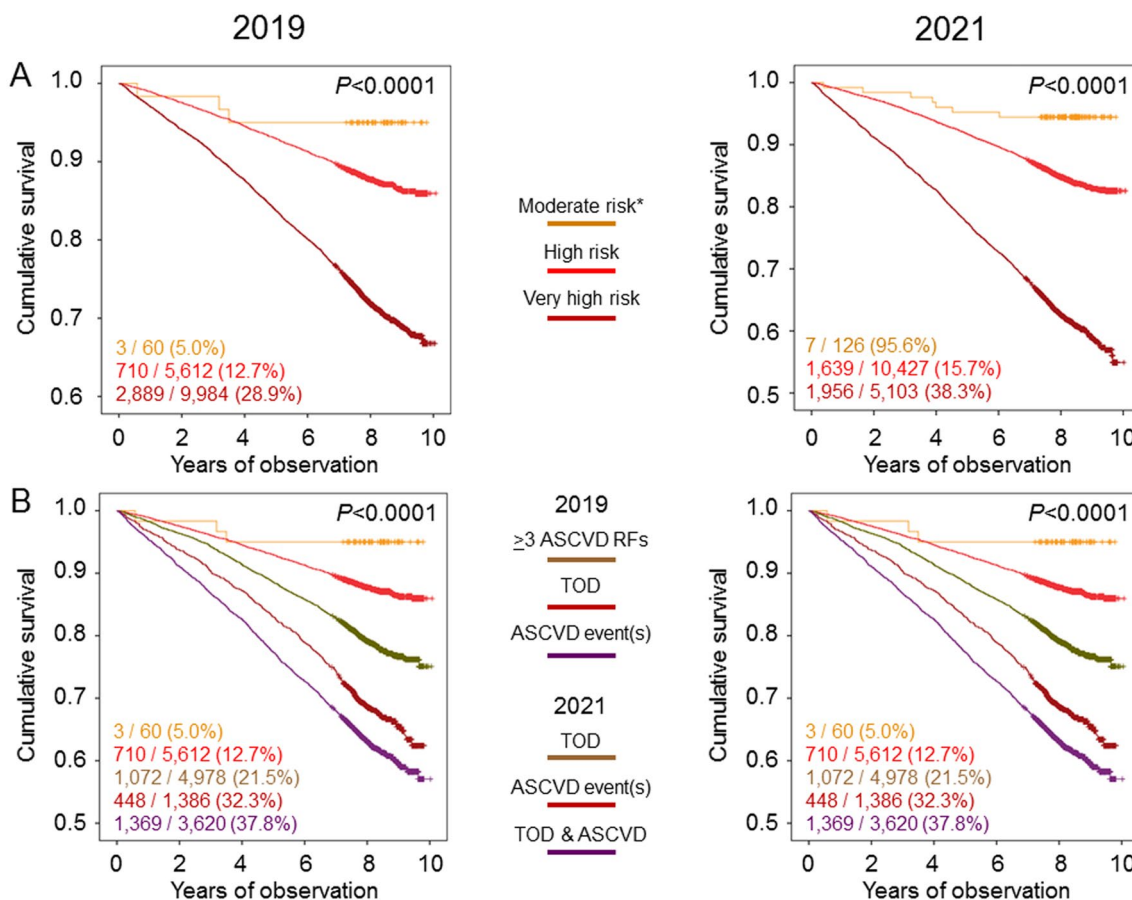 2019
2021
A
P<0.0001
Cumulative survival
1.0
0.9
0.8
0.7
0.6
3 / 60 (5.0%)
710 / 5,612 (12.7%)
2,889 / 9,984 (28.9%)
0 2 4 6 8 10
Years of observation
Moderate risk*
High risk
Very high risk
P<0.0001
Cumulative survival
1.0
0.9
0.8
0.7
0.6
0.5
7 / 126 (95.6%)
1,639 / 10,427 (15.7%)
1,956 / 5,103 (38.3%)
0 2 4 6 8 10
Years of observation
B
P<0.0001
Cumulative survival
1.0
0.9
0.8
0.7
0.6
0.5
3 / 60 (5.0%)
710 / 5,612 (12.7%)
1,072 / 4,978 (21.5%)
448 / 1,386 (32.3%)
1,369 / 3,620 (37.8%)
0 2 4 6 8 10
Years of observation
2019
≥3 ASCVD RFs
TOD
ASCVD event(s)
2021
TOD
ASCVD event(s)
TOD & ASCVD
P<0.0001
Cumulative survival
1.0
0.9
0.8
0.7
0.6
0.5
3 / 60 (5.0%)
710 / 5,612 (12.7%)
1,072 / 4,978 (21.5%)
448 / 1,386 (32.3%)
1,369 / 3,620 (37.8%)
0 2 4 6 8 10
Years of observation